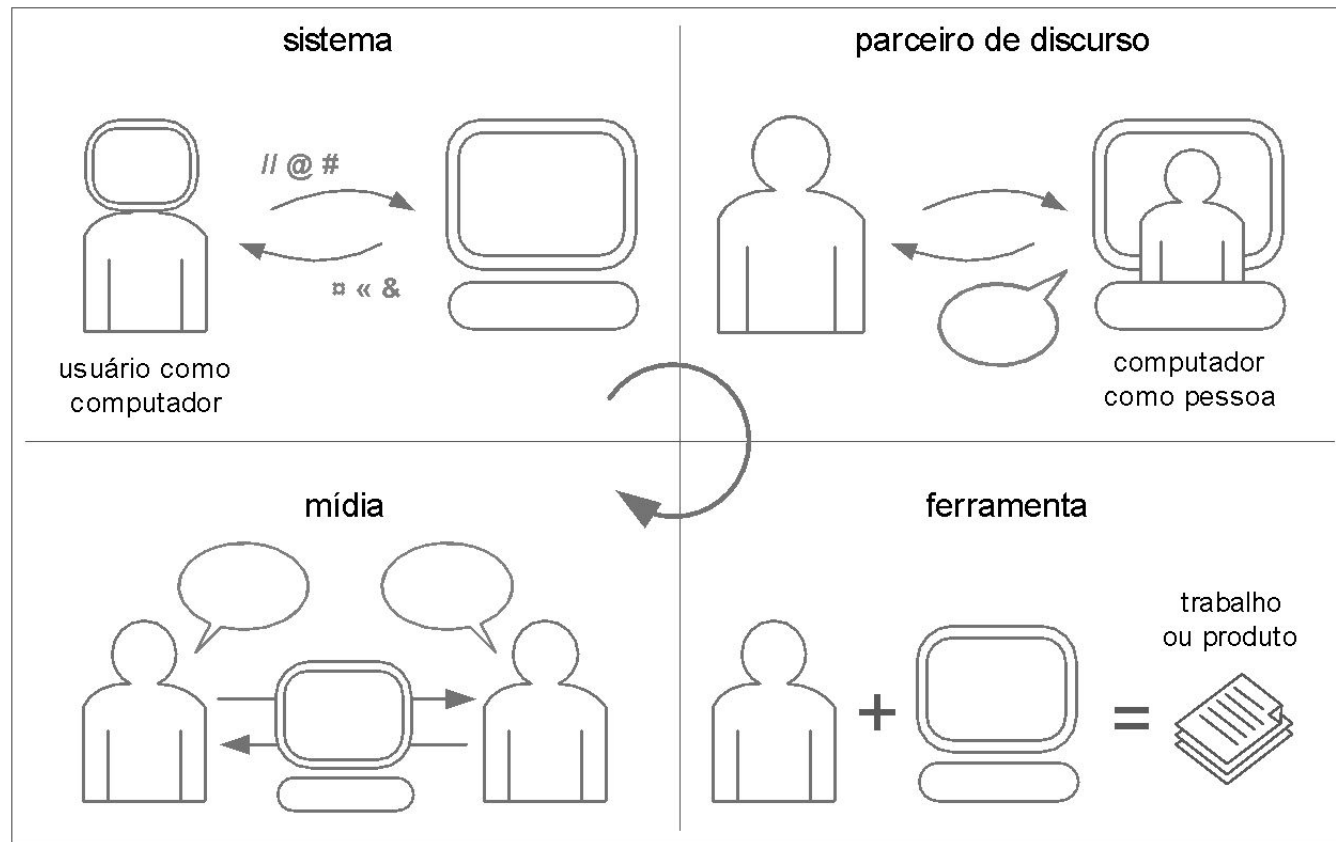 sistema
parceiro de discurso
// @ #
¤ « &
usuário como
computador
computador
como pessoa
mídia
ferramenta
trabalho
ou produto
+
=